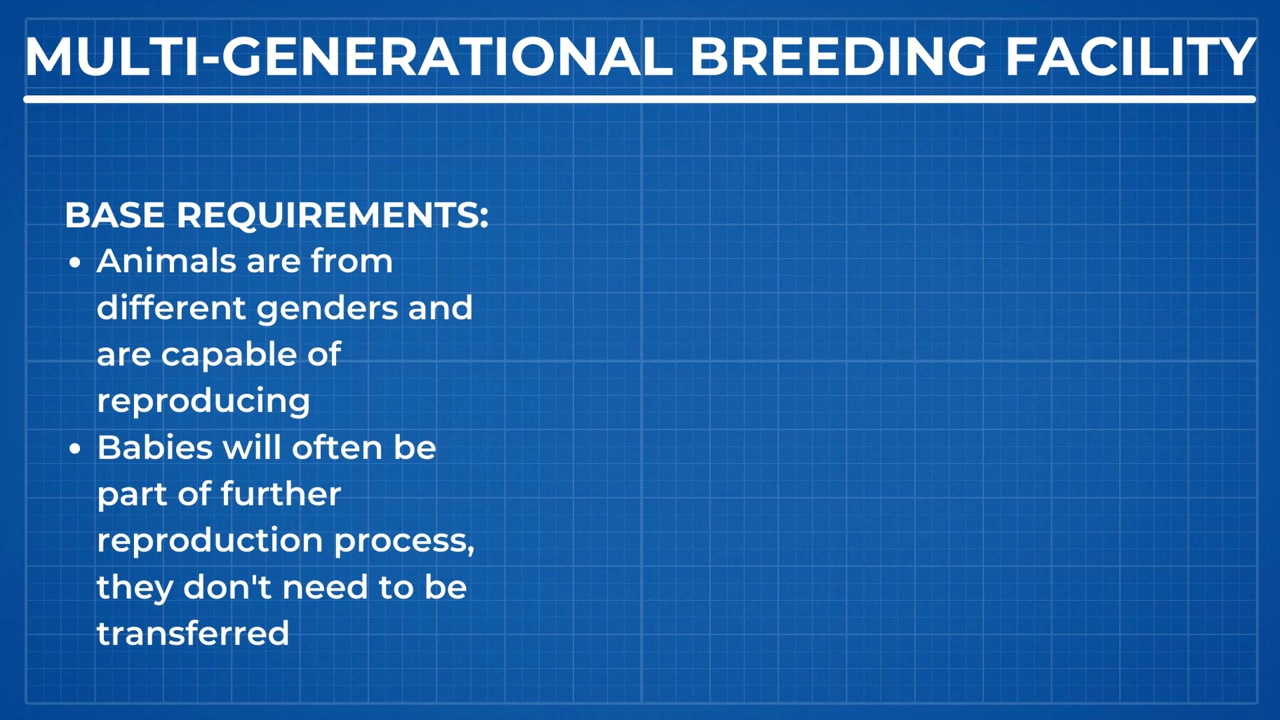 MULTI-GENERATIONAL BREEDING FACILITY
BASE REQUIREMENTS:
• Animals are from
different genders and
are capable of
reproducing
• Babies will often be
part of further
reproduction process,
they don't need to be
transferred